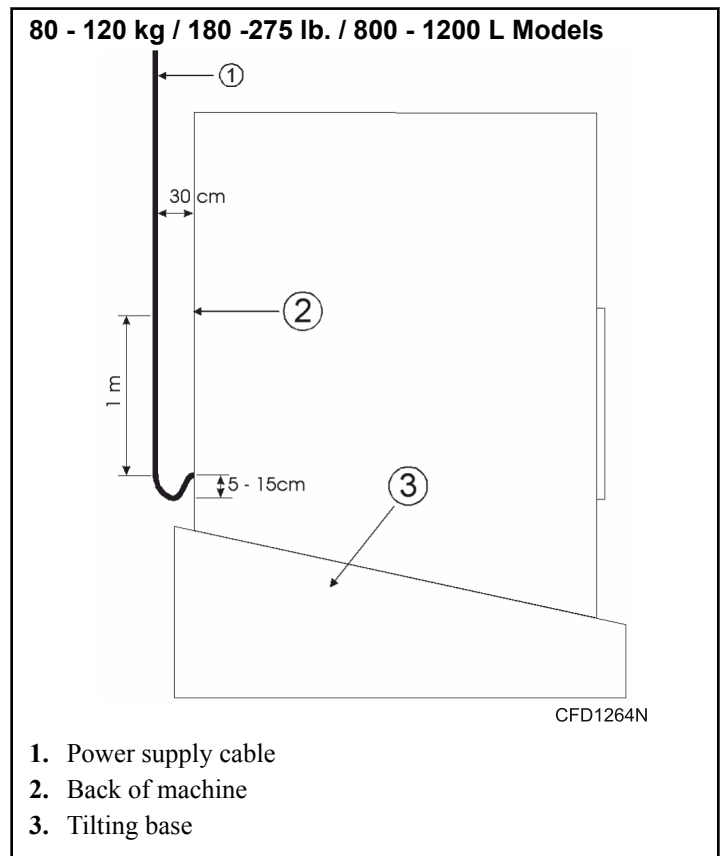 80 - 120 kg / 180 -275 lb. / 800 - 1200 L Models
1
30 cm
2
1 m
5 - 15cm
3
CFD1264N
1. Power supply cable
2. Back of machine
3. Tilting base